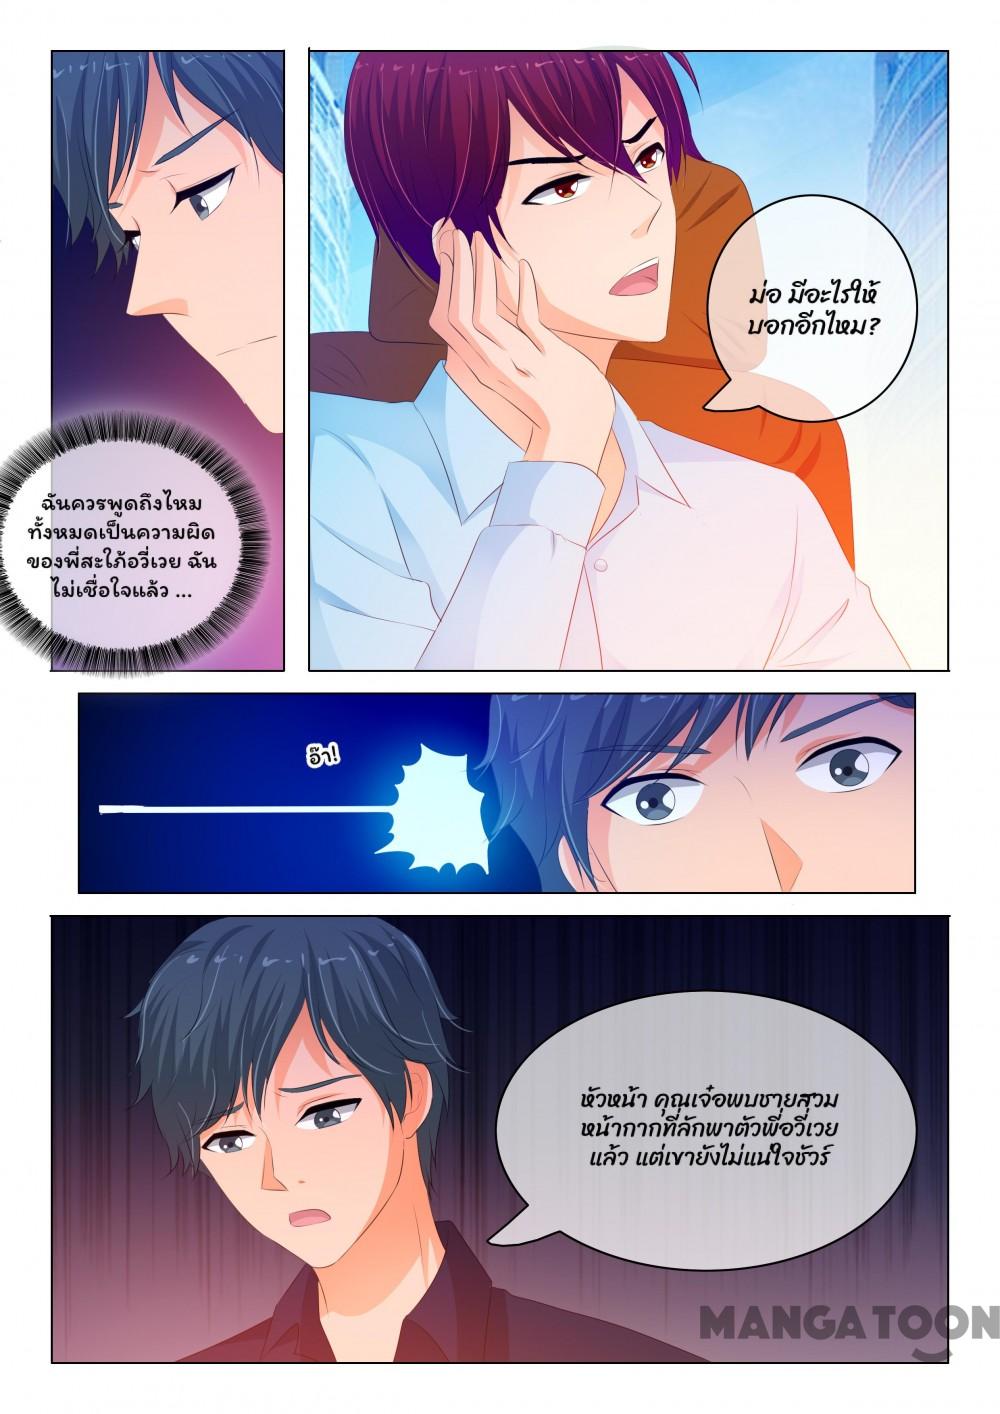 ม่อ มีอะไรให้
บอกอีกไหม?
ฉันควรพูดถึงไหม
ทั้งหมดเป็นความผิด
ของพี่สะใภ้อวี่เวย ฉัน
ไม่เชื่อใจแล้ว ...
อ๊า!
หัวหน้า คุณเจ๋อพบชายสวม
หน้ากากที่ลักพาตัวพี่อวี่เวย
แล้ว แต่เขายังไม่แน่ใจชัวร์
MANGATOON